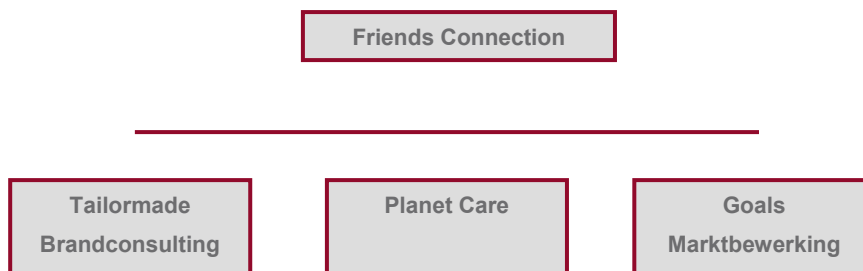 Friends Connection
Tailormade
Brandconsulting
Planet Care
Goals
Marktbewerking